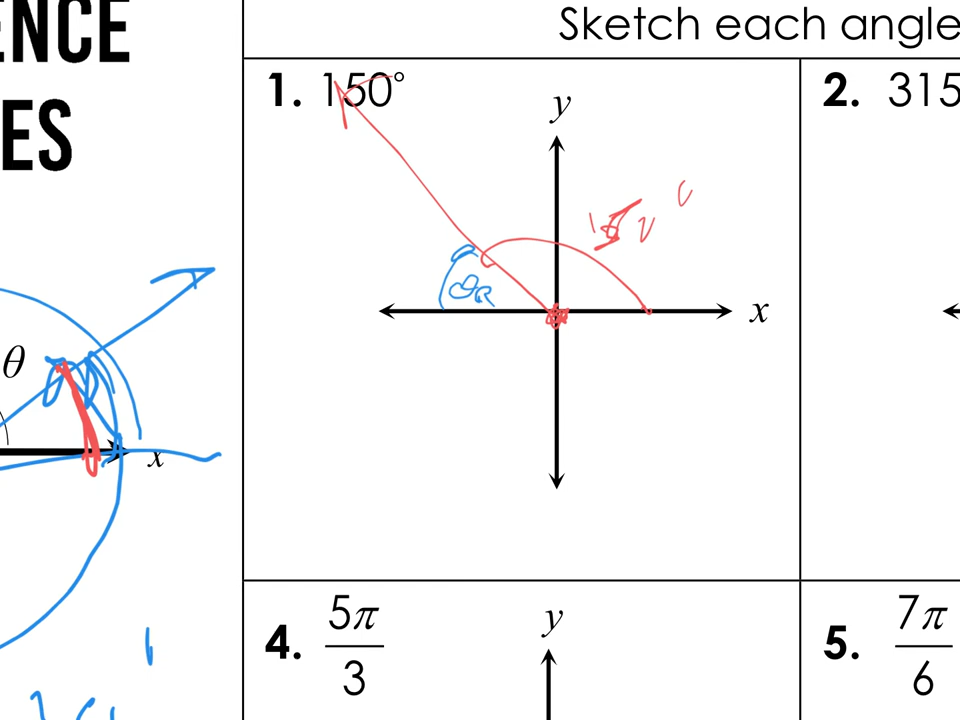 ENCE
ES
θ
x
Sketch each angle
1. 150°
y
x
θR
2. 315
4. 5π/3
y
5. 7π/6